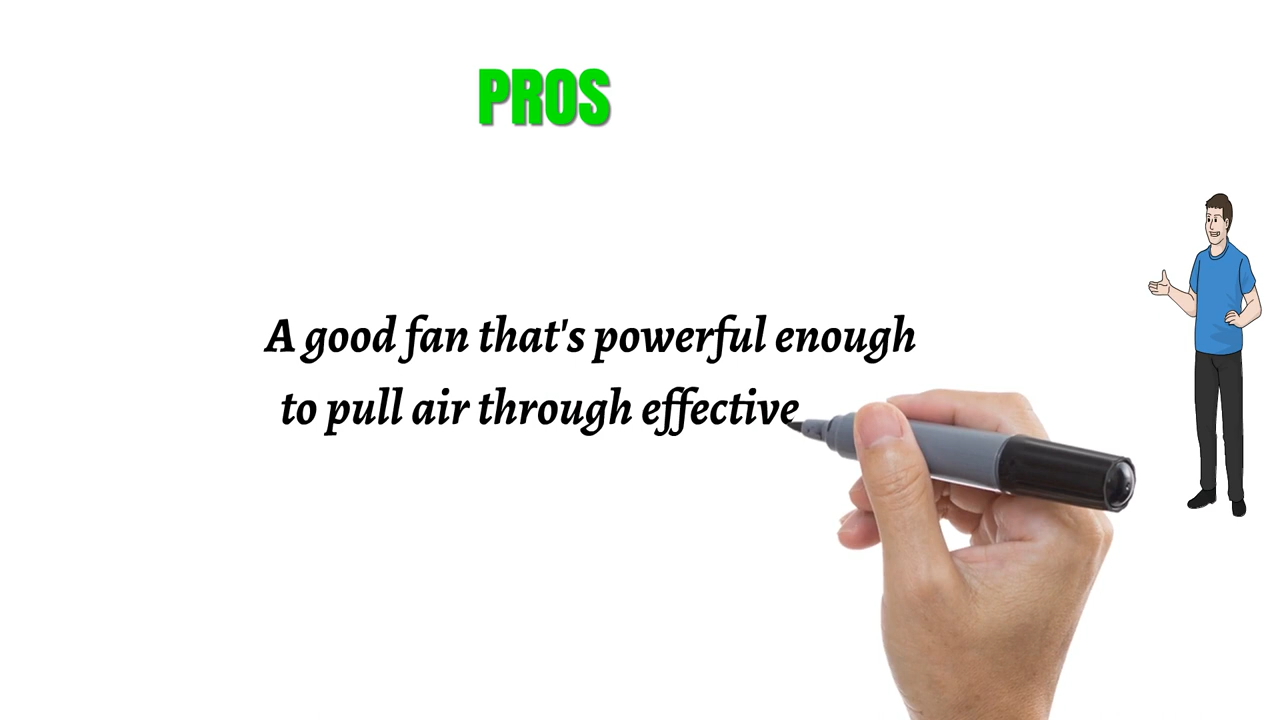 PROS
A good fan that's powerful enough
to pull air through effective